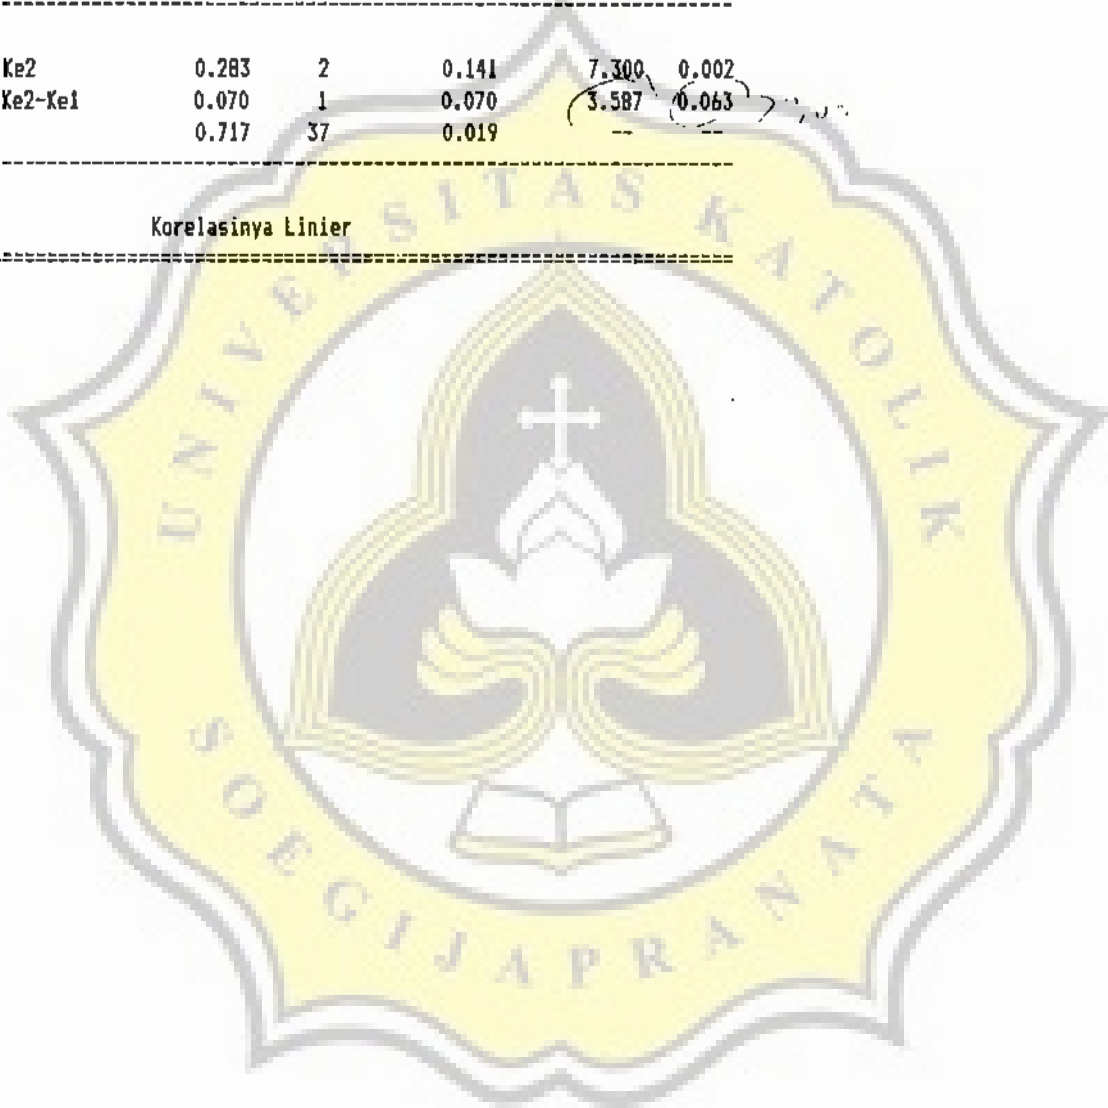 Ke2 0.283 2 0.141 7.300 0.002
Ke2-Ke1 0.070 1 0.070 3.587 0.063
0.717 37 0.019 -- --
Korelasinya Linier
UNIVERSITAS KATOLIK
SOEGIJAPRANATA